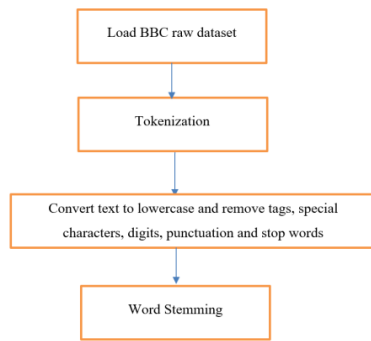 Load BBC raw dataset
Tokenization
Convert text to lowercase and remove tags, special
characters, digits, punctuation and stop words
Word Stemming